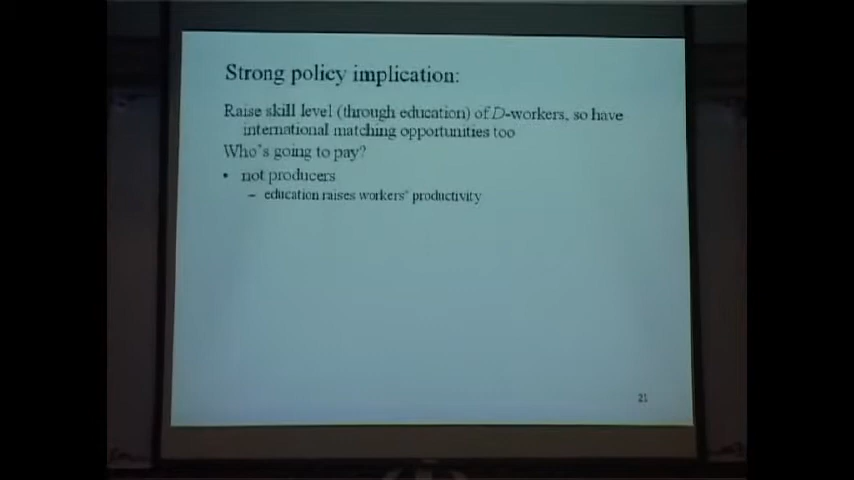 Strong policy implication:
Raise skill level (through education) of D-workers, so have
international matching opportunities too
Who's going to pay?
• not producers
– education raises workers' productivity
21